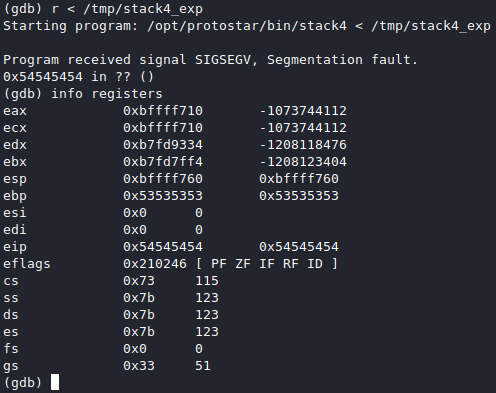 (gdb) r < /tmp/stack4_exp
Starting program: /opt/protostar/bin/stack4 < /tmp/stack4_exp
Program received signal SIGSEGV, Segmentation fault.
0x54545454 in ?? ()
(gdb) info registers
eax 0xbffff710 -1073744112
ecx 0xbffff710 -1073744112
edx 0xb7fd9334 -1208118476
ebx 0xb7fd7ff4 -1208123404
esp 0xbffff760 0xbffff760
ebp 0x53535353 0x53535353
esi 0x0 0
edi 0x0 0
eip 0x54545454 0x54545454
eflags 0x210246 [ PF ZF IF RF ID ]
cs 0x73 115
ss 0x7b 123
ds 0x7b 123
es 0x7b 123
fs 0x0 0
gs 0x33 51
(gdb)